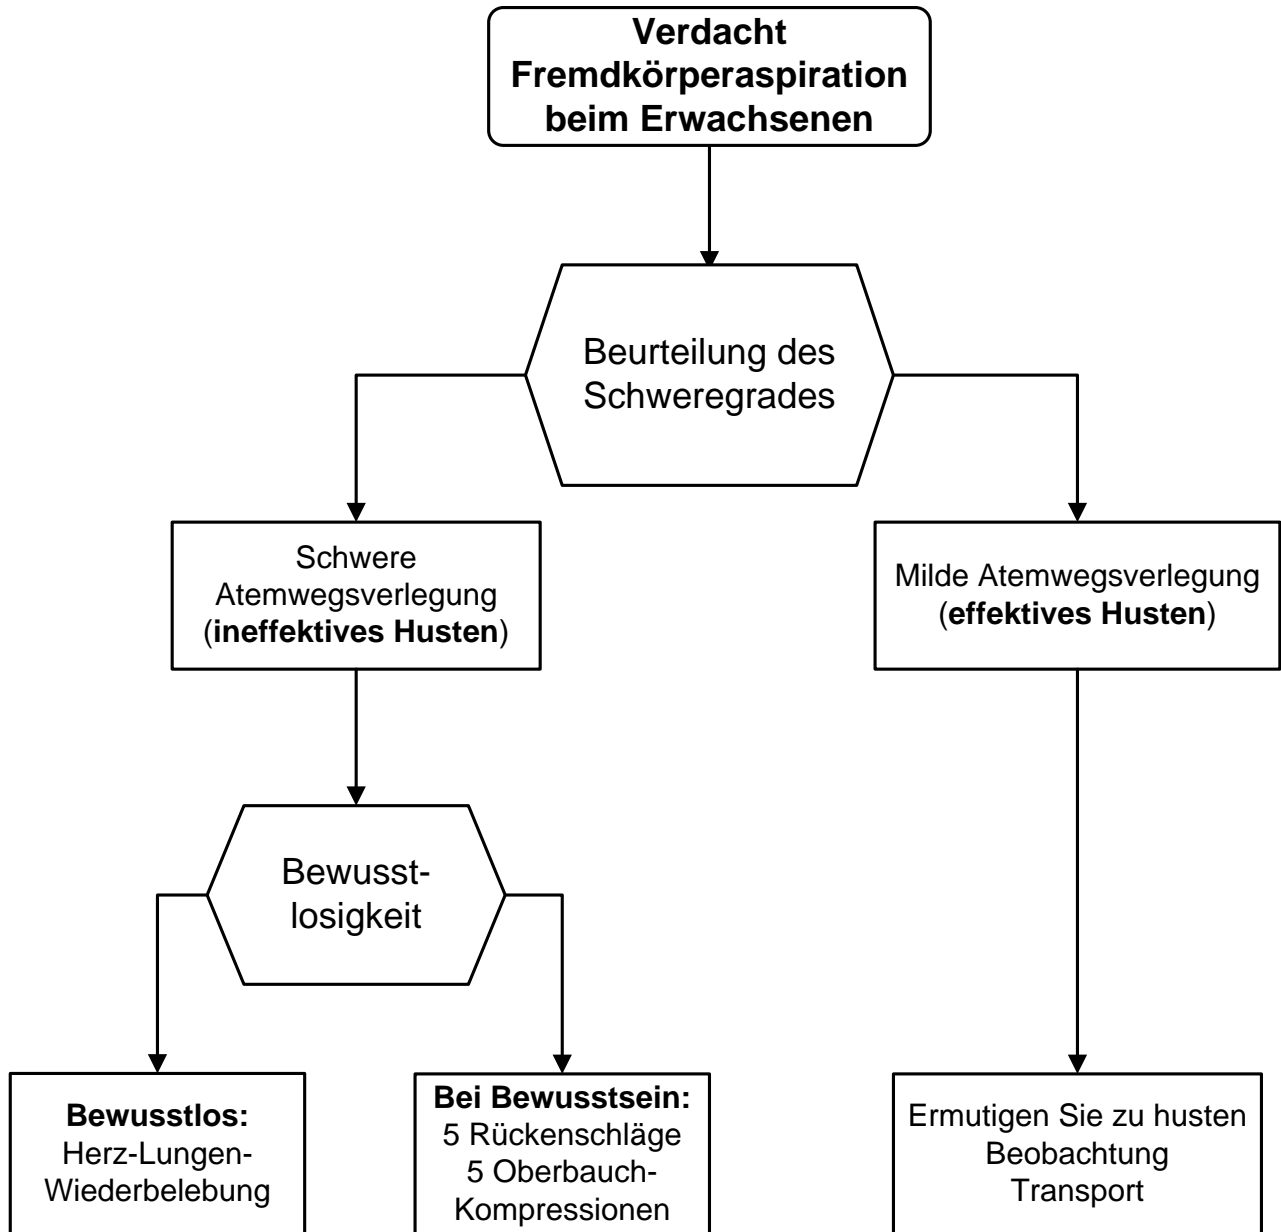 Verdacht
Fremdkörperaspiration
beim Erwachsenen
Beurteilung des
Schweregrades
Schwere
Atemwegsverlegung
(ineffektives Husten)
Milde Atemwegsverlegung
(effektives Husten)
Bewusst-
losigkeit
Bewusstlos:
Herz-Lungen-
Wiederbelebung
Bei Bewusstsein:
5 Rückenschläge
5 Oberbauch-
Kompressionen
Ermutigen Sie zu husten
Beobachtung
Transport